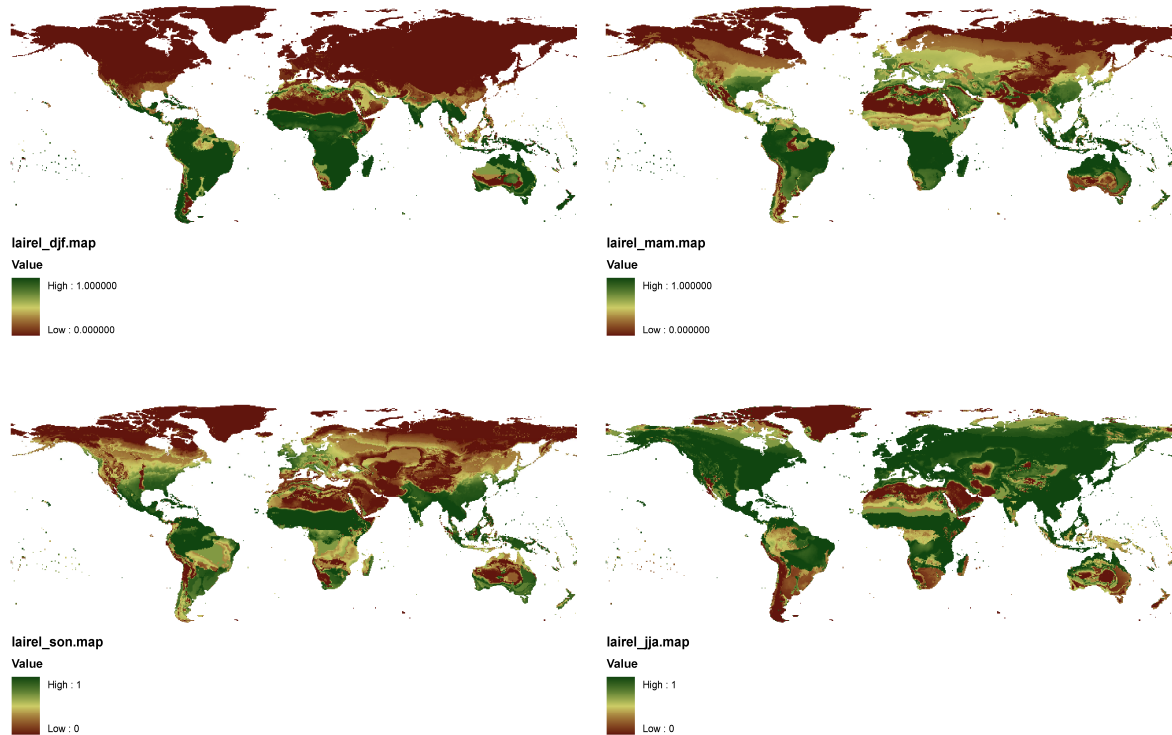 lairel_djf.map
Value
High : 1.000000
Low : 0.000000
lairel_mam.map
Value
High : 1.000000
Low : 0.000000
lairel_son.map
Value
High : 1
Low : 0
lairel_jja.map
Value
High : 1
Low : 0